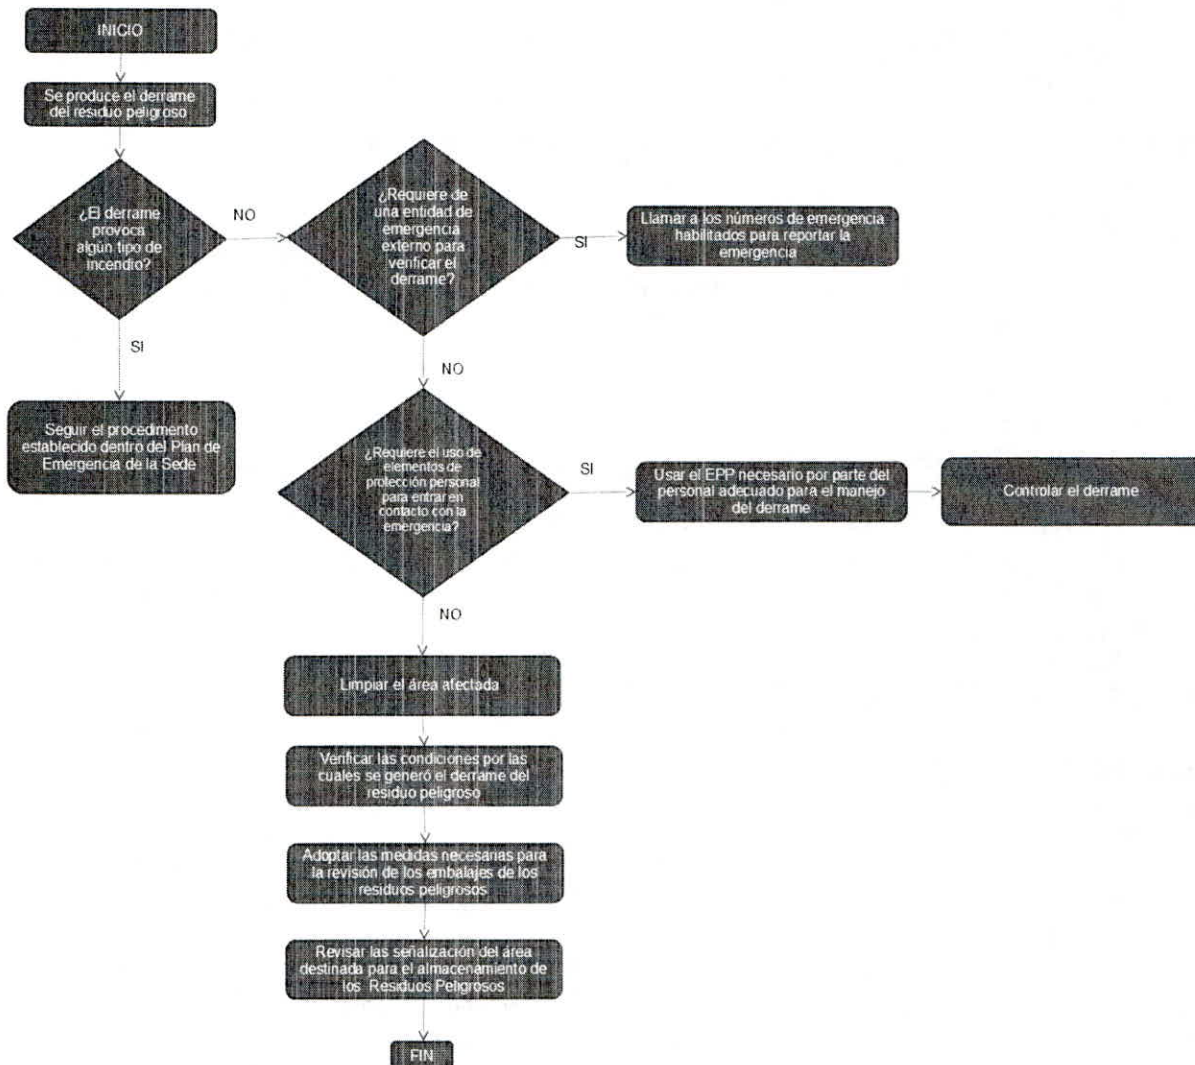 INICIO
Se produce el derrame
del residuo peligroso
¿El derrame
provoca
algún tipo de
incendio?
NO
¿Requiere de
una entidad de
emergencia
externo para
verificar el
derrame?
SI
Llamar a los números de emergencia
habilitados para reportar la
emergencia
SI
NO
Seguir el procedimento
establecido dentro del Plan de
Emergencia de la Sede
¿Requiere el uso de
elementos de
protección personal
para entrar en
contacto con la
emergencia?
SI
Usar el EPP necesario por parte del
personal adecuado para el manejo
del derrame
Controlar el derrame
NO
Limpiar el área afectada
Verificar las condiciones por las
cuales se generó el derrame del
residuo peligroso
Adoptar las medidas necesarias para
la revisión de los embalajes de los
residuos peligrosos
Revisar las señalización del área
destinada para el almacenamiento de
los Residuos Peligrosos
FIN